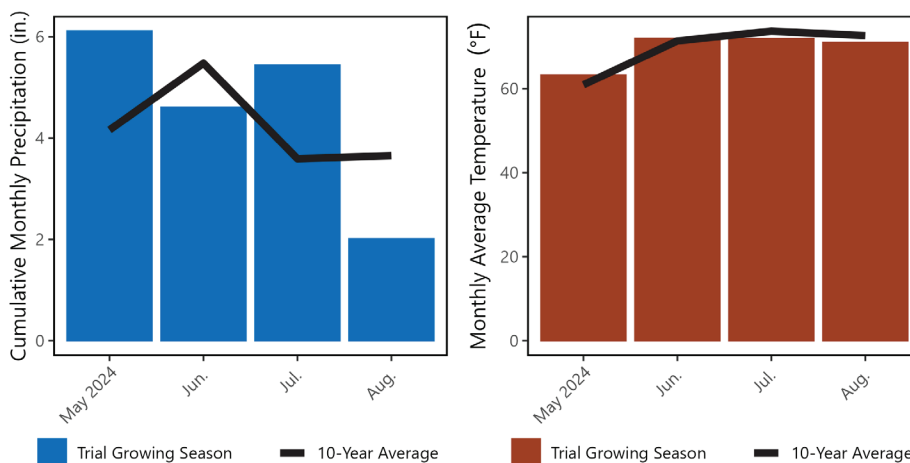 Cumulative Monthly Precipitation (in.)
6
4
2
0
May 2024
Jun.
Jul.
Aug.
Trial Growing Season
10-Year Average
Monthly Average Temperature (°F)
60
40
20
0
May 2024
Jun.
Jul.
Aug.
Trial Growing Season
10-Year Average